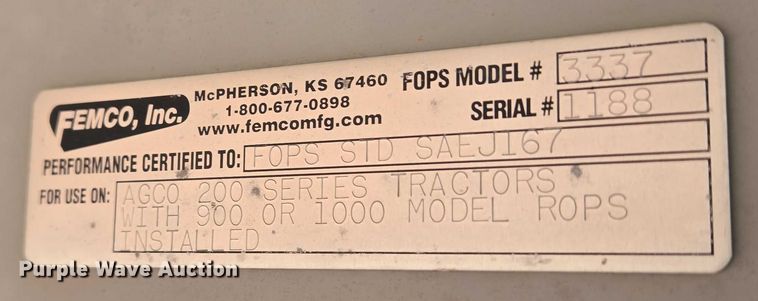 FEMCO, Inc.
McPHERSON, KS 67460
1-800-677-0898
www.femcomfg.com
FOPS MODEL # 3337
SERIAL # 1188
PERFORMANCE CERTIFIED TO: FOPS STD SAEJ167
FOR USE ON: AGCO 200 SERIES TRACTORS
WITH 900 OR 1000 MODEL ROPS
INSTALLED
Purple Wave Auction